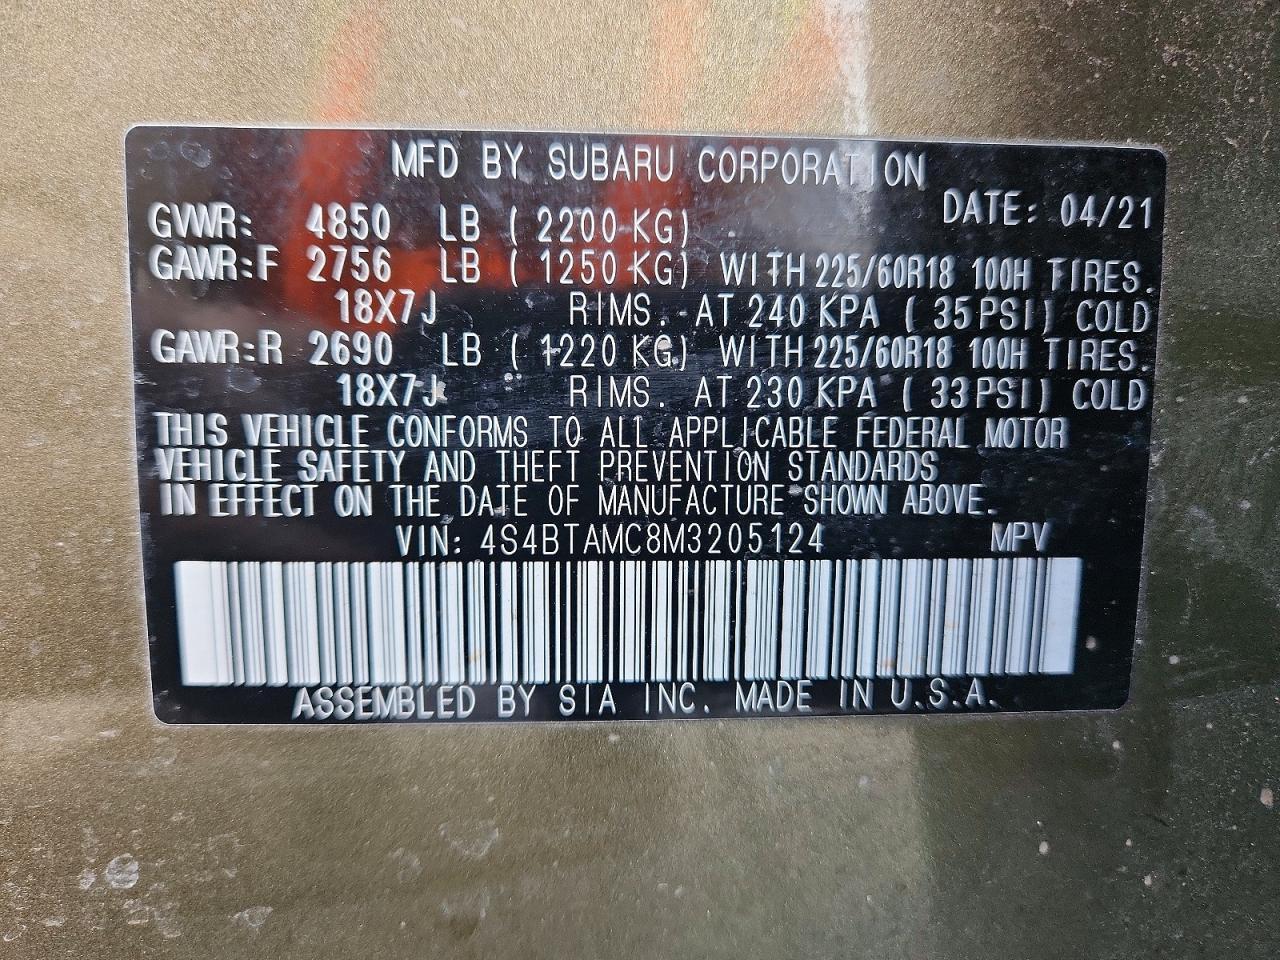 MFD BY SUBARU CORPORATION
DATE: 04/21
GVWR: 4850 LB ( 2200 KG)
GAWR:F 2756 LB ( 1250 KG) WITH 225/60R18 100H TIRES.
18X7J RIMS. AT 240 KPA ( 35 PSI) COLD
GAWR:R 2690 LB ( 1220 KG) WITH 225/60R18 100H TIRES.
18X7J RIMS. AT 230 KPA ( 33 PSI) COLD
THIS VEHICLE CONFORMS TO ALL APPLICABLE FEDERAL MOTOR
VEHICLE SAFETY AND THEFT PREVENTION STANDARDS
IN EFFECT ON THE DATE OF MANUFACTURE SHOWN ABOVE.
VIN: 4S4BTAMC8M3205124 MPV
ASSEMBLED BY SIA INC. MADE IN U.S.A.